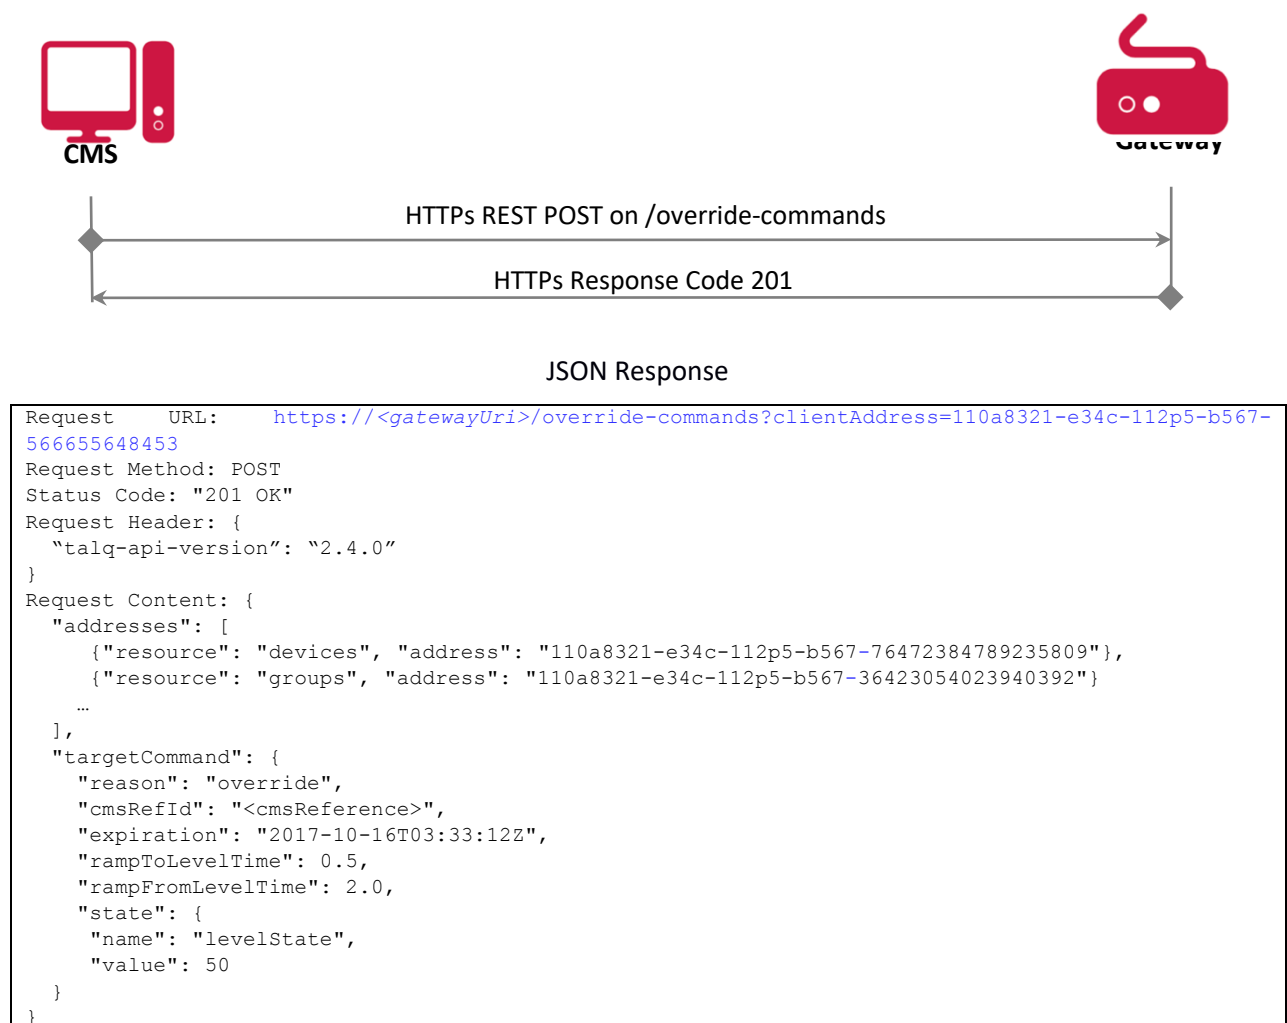 CMS
Gateway
HTTPs REST POST on /override-commands
HTTPs Response Code 201
JSON Response
Request URL: https://<gatewayUri>/override-commands?clientAddress=110a8321-e34c-112p5-b567-
566655648453
Request Method: POST
Status Code: "201 OK"
Request Header: {
“talq-api-version”: “2.4.0”
}
Request Content: {
"addresses": [
{"resource": "devices", "address": "110a8321-e34c-112p5-b567-76472384789235809"},
{"resource": "groups", "address": "110a8321-e34c-112p5-b567-36423054023940392"}
…
],
"targetCommand": {
"reason": "override",
"cmsRefId": "<cmsReference>",
"expiration": "2017-10-16T03:33:12Z",
"rampToLevelTime": 0.5,
"rampFromLevelTime": 2.0,
"state": {
"name": "levelState",
"value": 50
}
}